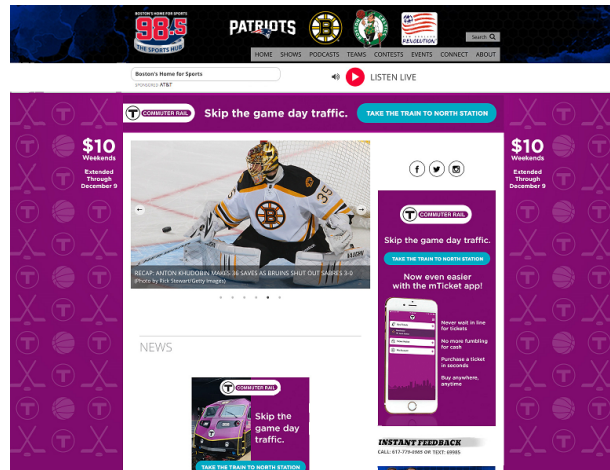 BOSTON'S HOME FOR SPORTS
98.5
THE SPORTS HUB
PATRIOTS
REVOLUTION
Search
HOME SHOWS PODCASTS TEAMS CONTESTS EVENTS CONNECT ABOUT
Boston's Home for Sports
SPONSORED: AT&T
LISTEN LIVE
T COMMUTER RAIL Skip the game day traffic. TAKE THE TRAIN TO NORTH STATION
$10
Weekends
Extended
Through
December 9
$10
Weekends
Extended
Through
December 9
35
RECAP: ANTON KHUDOBIN MAKES 36 SAVES AS BRUINS SHUT OUT SABRES 3-0
(Photo by Rick Stewart/Getty Images)
T COMMUTER RAIL
Skip the game day traffic.
TAKE THE TRAIN TO NORTH STATION
Now even easier
with the mTicket app!
Never wait in line
for tickets
No more fumbling
for cash
Purchase a ticket
in seconds
Buy anywhere,
anytime
NEWS
T COMMUTER RAIL
Skip the
game day
traffic.
TAKE THE TRAIN TO NORTH STATION
INSTANT FEEDBACK
CALL: 617-779-0985 OR TEXT: 69985